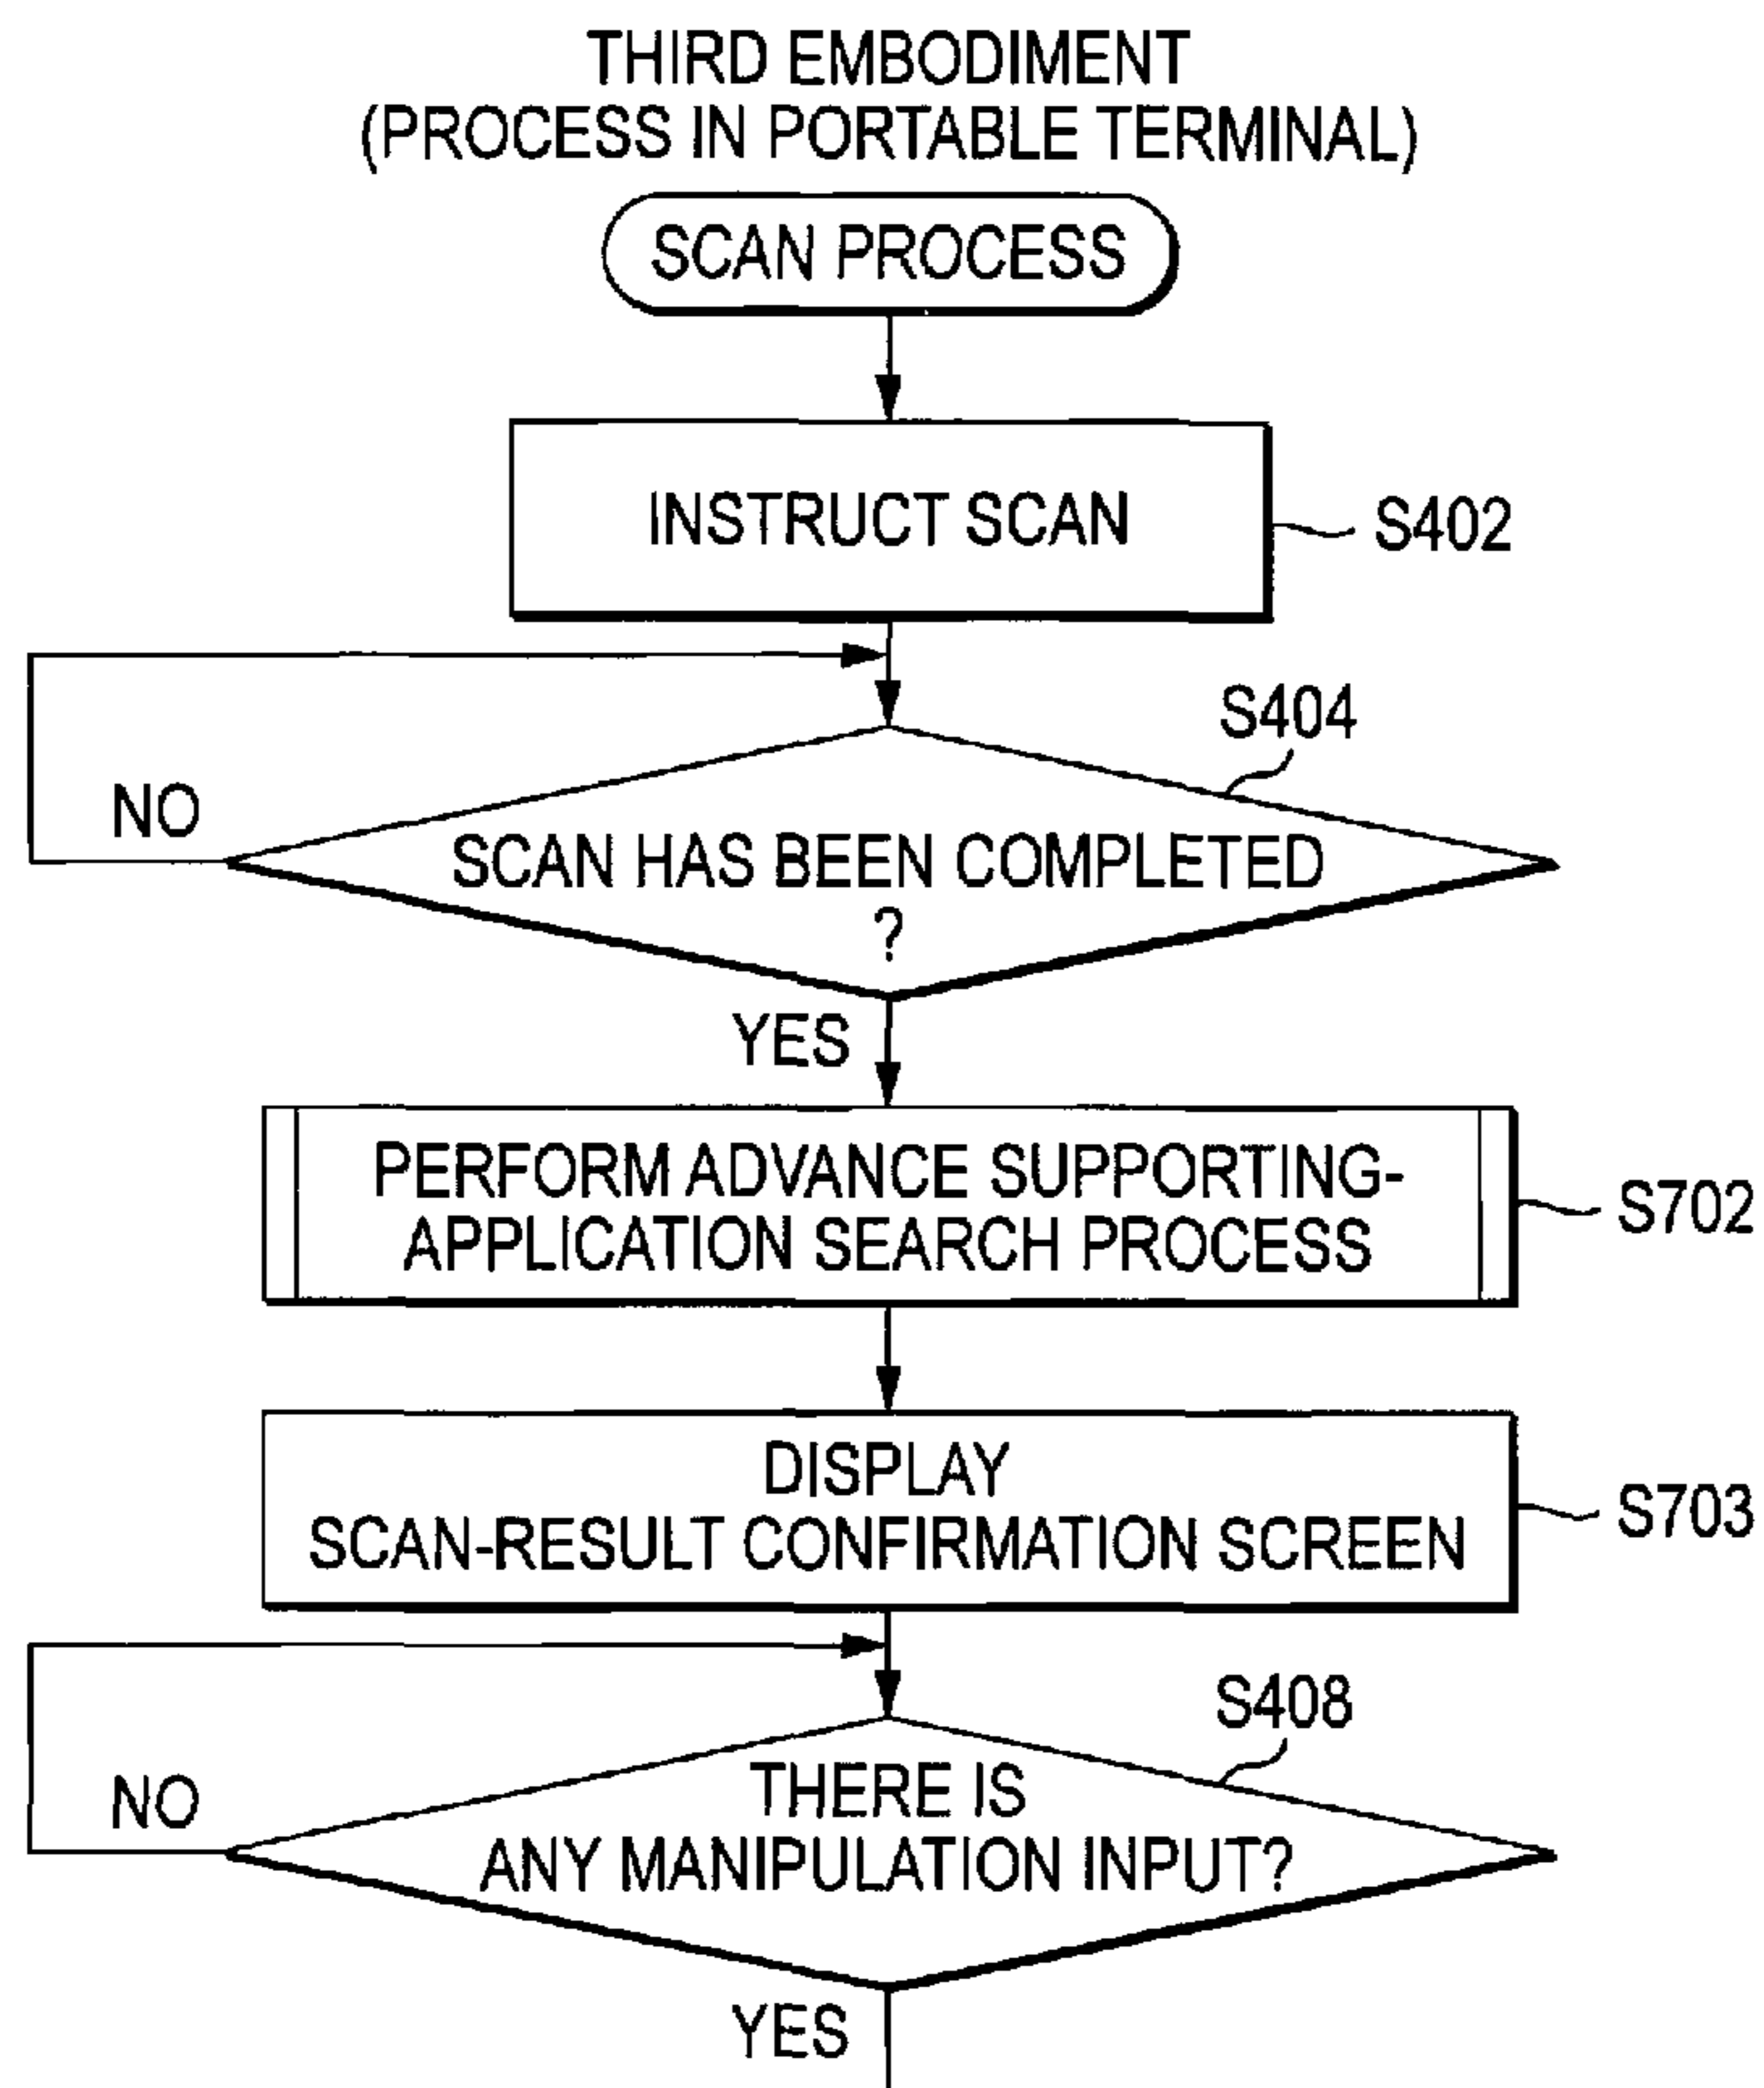 THIRD EMBODIMENT
(PROCESS IN PORTABLE TERMINAL)
SCAN PROCESS
INSTRUCT SCAN
S402
S404
NO
SCAN HAS BEEN COMPLETED
?
YES
PERFORM ADVANCE SUPPORTING-
APPLICATION SEARCH PROCESS
S702
DISPLAY
SCAN-RESULT CONFIRMATION SCREEN
S703
S408
NO
THERE IS
ANY MANIPULATION INPUT?
YES